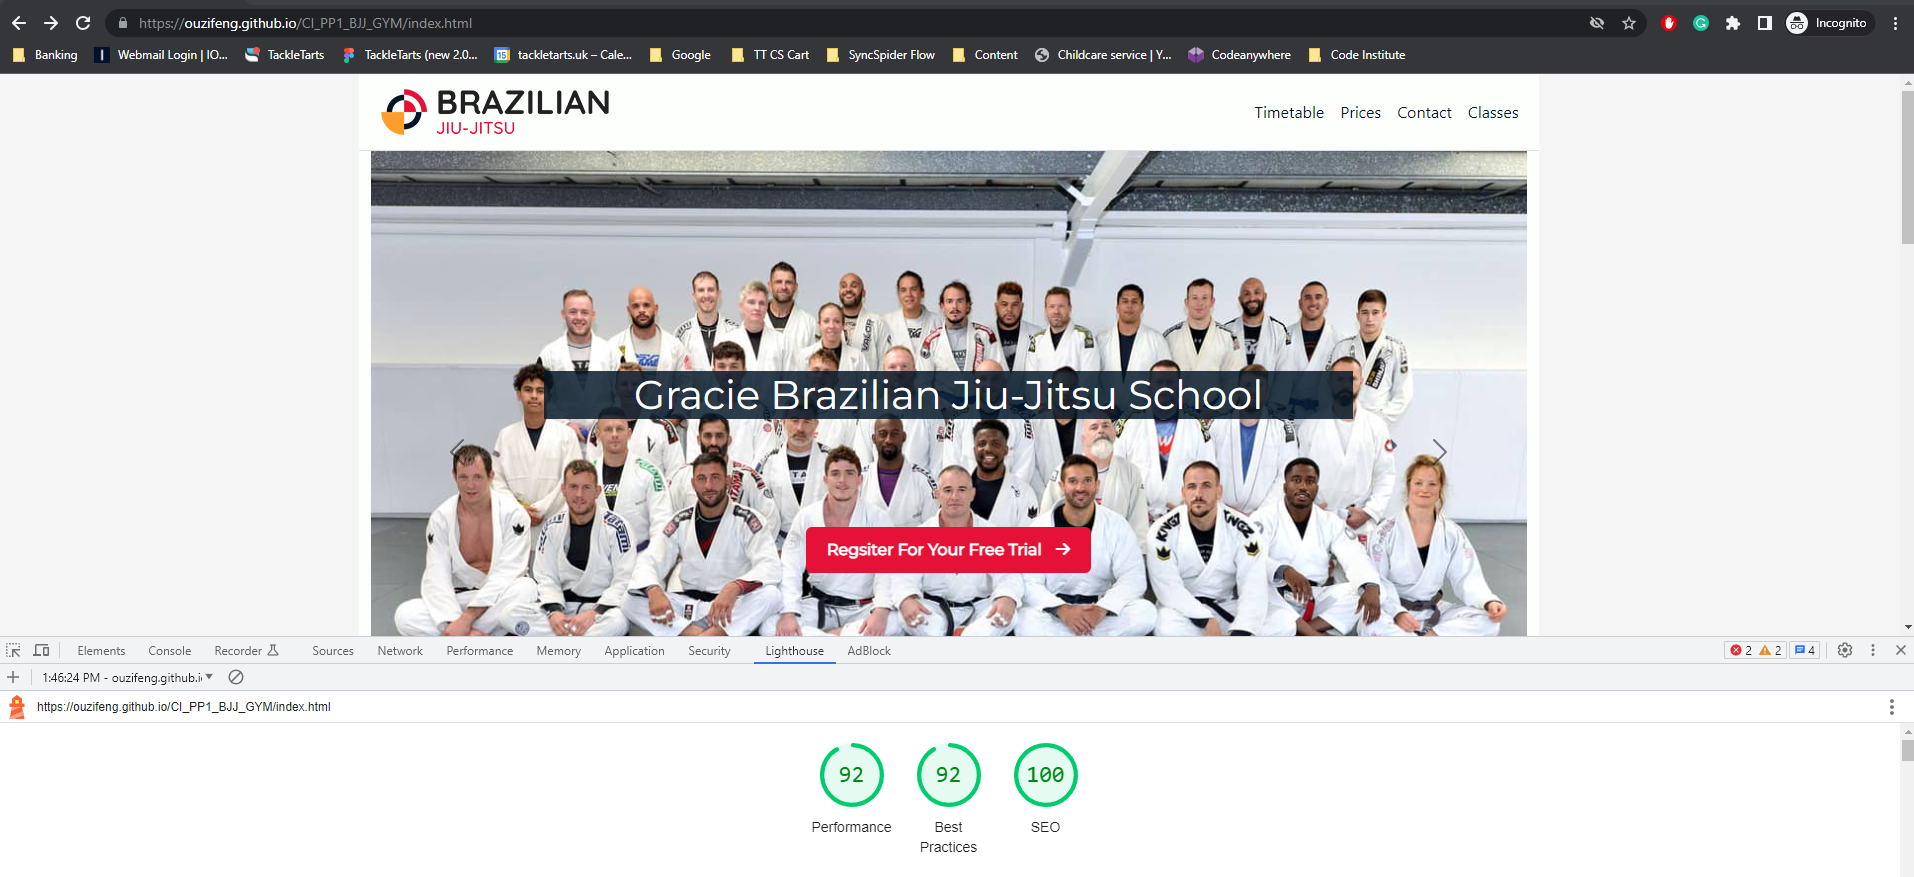 https://ouzifeng.github.io/CI_PP1_BJJ_GYM/index.html
Incognito
Banking
Webmail Login | IO...
TackleTarts
TackleTarts (new 2.0...
15
tackletarts.uk – Cale...
Google
TT CS Cart
SyncSpider Flow
Content
Childcare service | Y...
Codeanywhere
Code Institute
BRAZILIAN
JIU-JITSU
Timetable Prices Contact Classes
Gracie Brazilian Jiu-Jitsu School
Regsiter For Your Free Trial
Elements Console Recorder Sources Network Performance Memory Application Security Lighthouse AdBlock
2 2 4
1:46:24 PM - ouzifeng.github.i
https://ouzifeng.github.io/CI_PP1_BJJ_GYM/index.html
92 92 100
Performance
Best
Practices
SEO